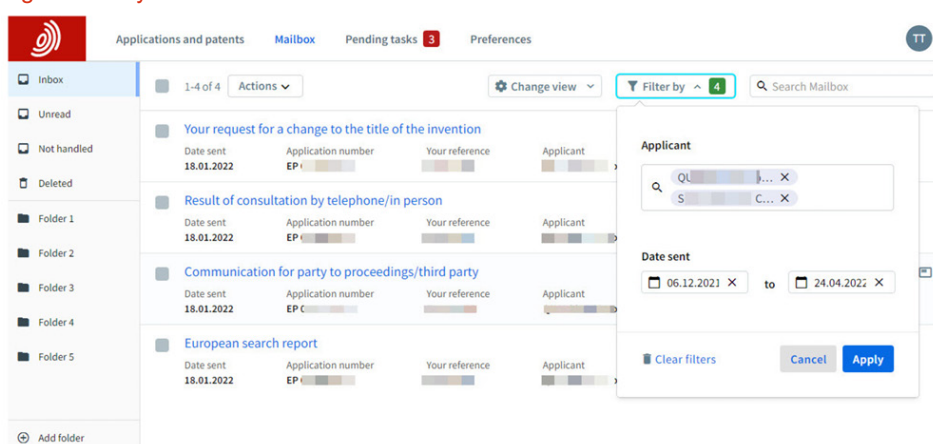 Applications and patents Mailbox Pending tasks 3 Preferences TT
Inbox
Unread
Not handled
Deleted
Folder 1
Folder 2
Folder 3
Folder 4
Folder 5
Add folder
1-4 of 4 Actions Change view Filter by 4 Search Mailbox
Your request for a change to the title of the invention
Date sent Application number Your reference Applicant
18.01.2022 EP
Result of consultation by telephone/in person
Date sent Application number Your reference Applicant
18.01.2022 EP
Communication for party to proceedings/third party
Date sent Application number Your reference Applicant
18.01.2022 EP
European search report
Date sent Application number Your reference Applicant
18.01.2022 EP
Applicant
QU ... X
S C... X
Date sent
06.12.2021 X to 24.04.2022 X
Clear filters Cancel Apply